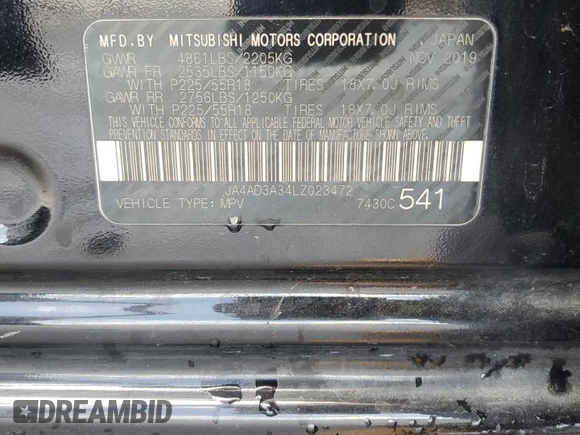 MFD.BY MITSUBISHI MOTORS CORPORATION , JAPAN
GVWR 4861LBS/2205KG NOV 2019
GAWR FR 2535LBS/1150KG
WITH P225/55R18 TIRES 18X7.0J RIMS
GAWR RR 2756LBS/1250KG
WITH P225/55R18 TIRES 18X7.0J RIMS
THIS VEHICLE CONFORMS TO ALL APPLICABLE U.S. FEDERAL MOTOR VEHICLE SAFETY AND THEFT
PREVENTION STANDARDS IN EFFECT ON THE DATE OF MANUFACTURE SHOWN ABOVE.
JA4AD3A34LZ023472
VEHICLE TYPE: MPV 7430C 541
DREAMBID